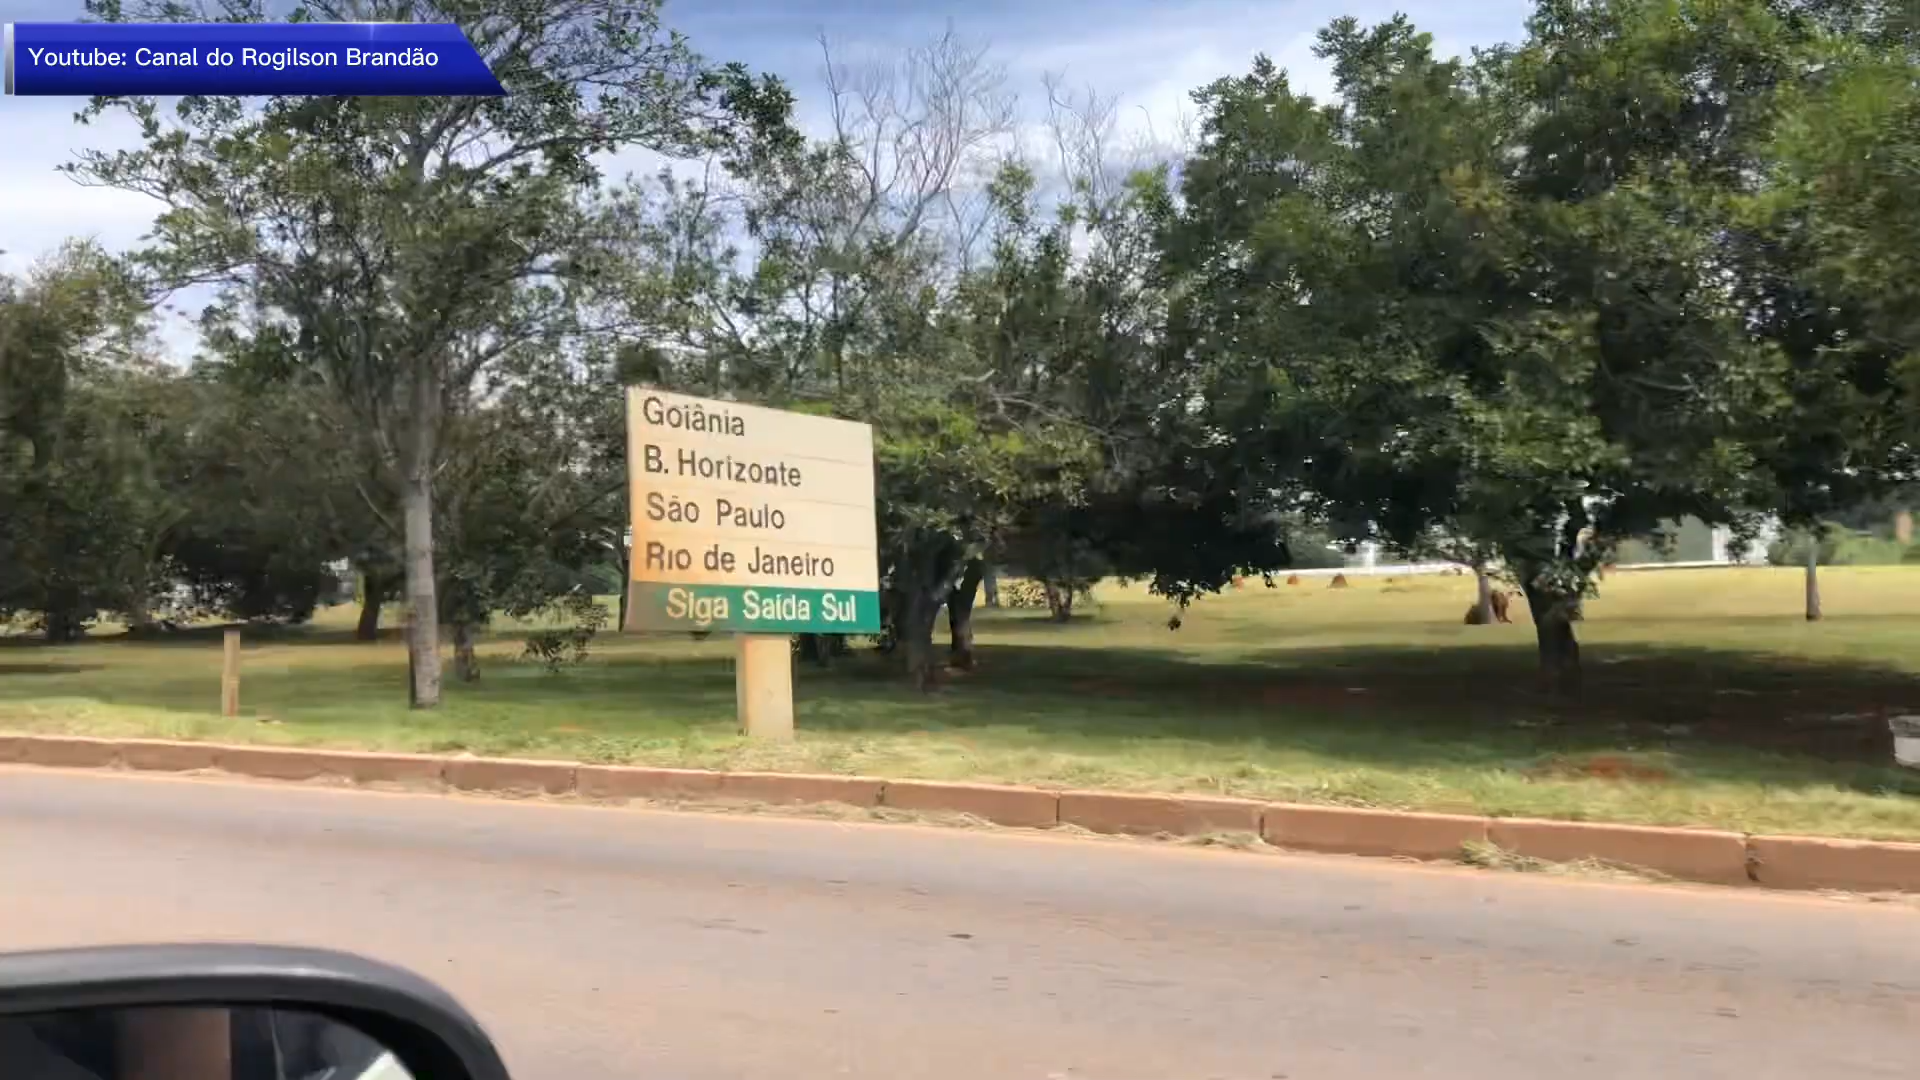 Youtube: Canal do Rogilson Brandão
Goiânia
B. Horizonte
São Paulo
Rio de Janeiro
Siga Saída Sul